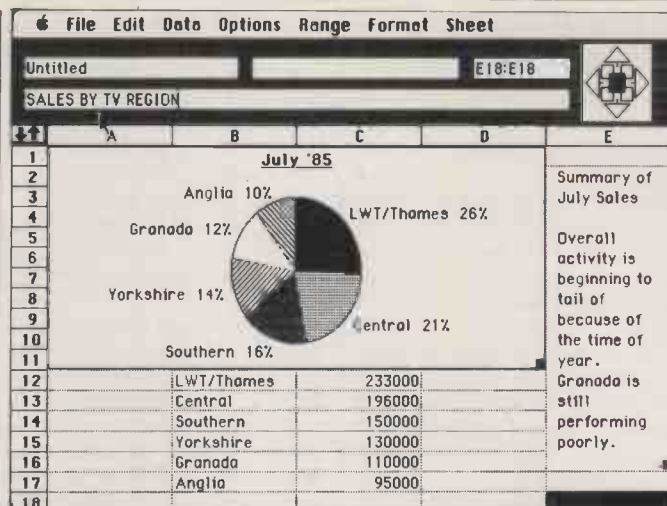 File Edit Data Options Range Format Sheet
Untitled E18:E18
SALES BY TV REGION
A B C D E
1
2
3
4
5
6
7
8
9
10
11
12
13
14
15
16
17
18
July '85
Anglia 10%
LWT/Thames 26%
Granada 12%
Yorkshire 14%
Central 21%
Southern 16%
LWT/Thames 233000
Central 196000
Southern 150000
Yorkshire 130000
Granada 110000
Anglia 95000
Summary of
July Sales
Overall
activity is
beginning to
tail of
because of
the time of
year.
Granada is
still
performing
poorly.